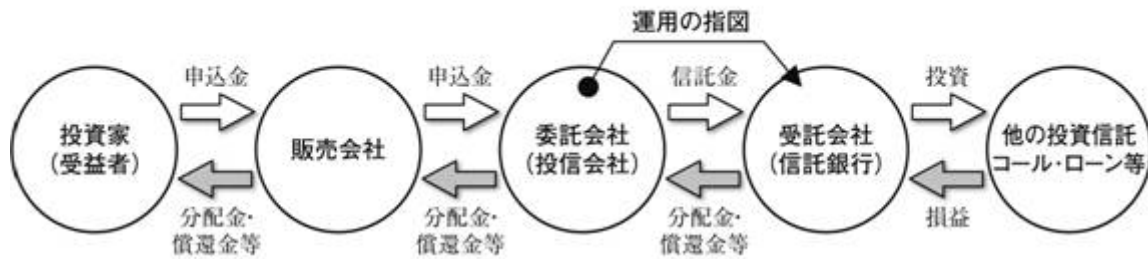 運用の指図
申込金
申込金
信託金
投資
投資家
(受益者)
販売会社
委託会社
(投信会社)
受託会社
(信託銀行)
他の投資信託
コール・ローン等
分配金・
償還金等
分配金・
償還金等
分配金・
償還金等
損益